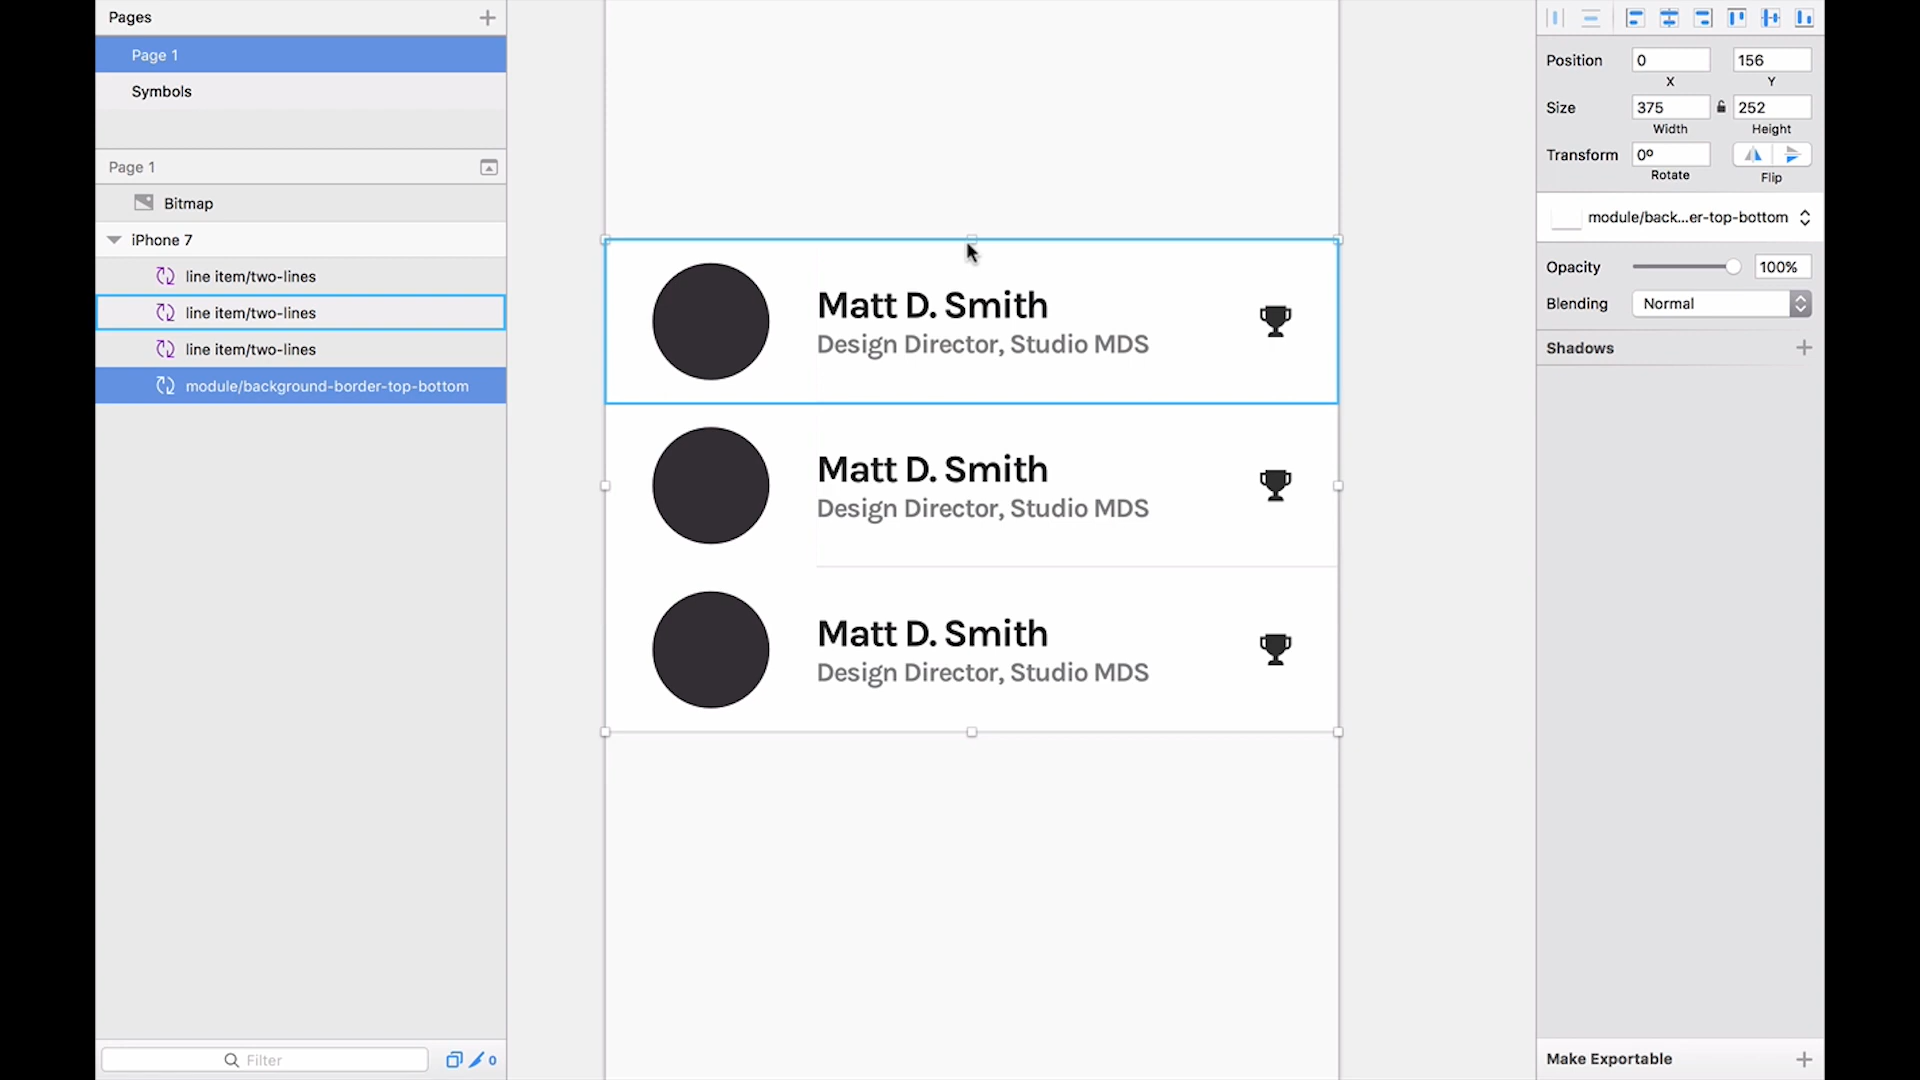 Pages
Page 1
Symbols
Page 1
Bitmap
iPhone 7
line item/two-lines
line item/two-lines
line item/two-lines
module/background-border-top-bottom
Filter
0
Matt D. Smith
Design Director, Studio MDS
Matt D. Smith
Design Director, Studio MDS
Matt D. Smith
Design Director, Studio MDS
Position 0 156
X Y
Size 375 252
Width Height
Transform 0º
Rotate Flip
module/back...er-top-bottom
Opacity 100%
Blending Normal
Shadows
Make Exportable